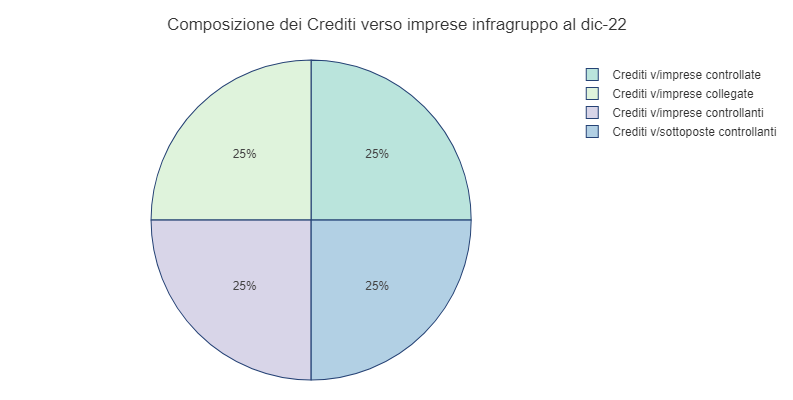 Composizione dei Crediti verso imprese infragruppo al dic-22
Crediti v/imprese controllate
Crediti v/imprese collegate
Crediti v/imprese controllanti
Crediti v/sottoposte controllanti
25%
25%
25%
25%